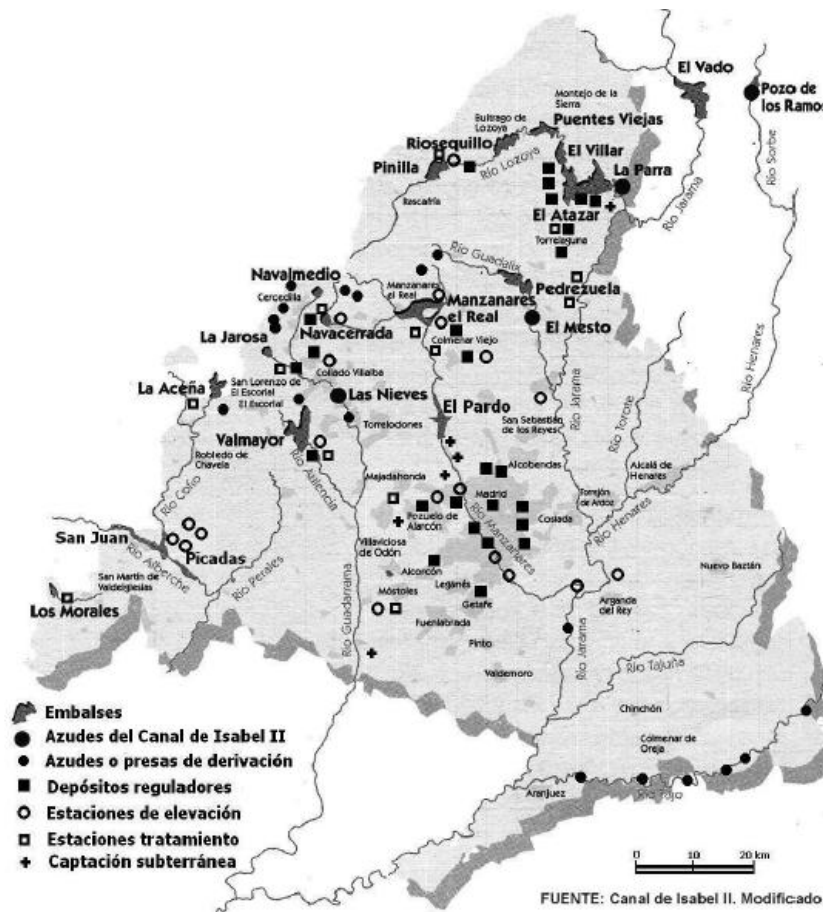 El Vado
Pozo de
los Ramos
Montejo de la
Sierra
Buitrago de
Lozoya
Puentes Viejas
Riosequillo
El Villar
Pinilla
Río Lozoya
La Parra
Río Sorbe
Rascafría
El Atazar
Río Jarama
Torrelaguna
Río Guadalix
Navalmedio
Manzanares
el Real
Pedrezuela
Cercedilla
Manzanares
el Real
El Mesto
La Jarosa
Navacerrada
Colmenar Viejo
Río Henares
Collado Villalba
La Aceña
San Lorenzo de
El Escorial
El Escorial
Las Nieves
Río Jarama
El Pardo
San Sebastián
de los Reyes
Río Torote
Torrelodones
Valmayor
Robledo de
Chavela
Río Aulencia
Majadahonda
Alcobendas
Alcalá de
Henares
Río Cofio
Madrid
Torrejón
de Ardoz
Pozuelo de
Alarcón
Coslada
Río Henares
San Juan
Picadas
Río Manzanares
Villaviciosa
de Odón
Río Alberche
Río Perales
San Martín de
Valdeiglesias
Alcorcón
Nuevo Baztán
Los Morales
Leganés
Móstoles
Getafe
Arganda
del Rey
Río Guadarrama
Fuenlabrada
Pinto
Río Jarama
Valdemoro
Río Tajuña
Chinchón
Colmenar de
Oreja
Aranjuez
Río Tajo
Embalses
Azudes del Canal de Isabel II
Azudes o presas de derivación
Depósitos reguladores
Estaciones de elevación
Estaciones tratamiento
Captación subterránea
0 10 20 km
FUENTE: Canal de Isabel II. Modificado